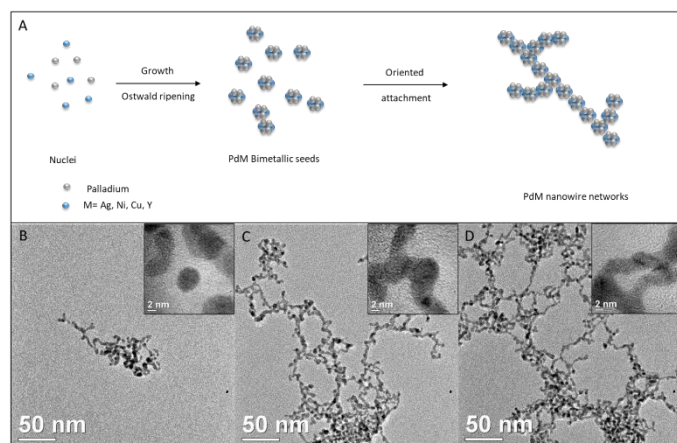 A
Growth
Ostwald ripening
Oriented
attachment
Nuclei
PdM Bimetallic seeds
Palladium
M= Ag, Ni, Cu, Y
PdM nanowire networks
B
2 nm
50 nm
C
2 nm
50 nm
D
2 nm
50 nm